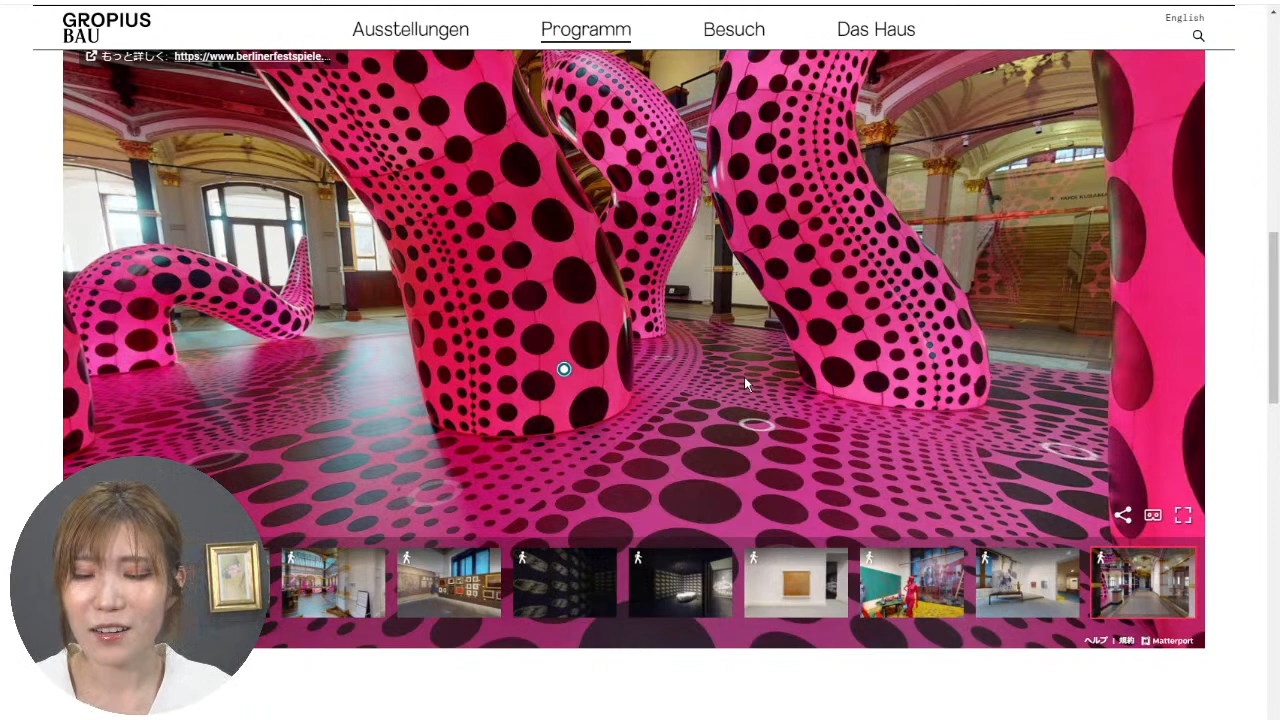 GROPIUS
BAU
Ausstellungen
Programm
Besuch
Das Haus
English
もっと詳しく: https://www.berlinerfestspiele....
ヘルプ | 規約 Matterport